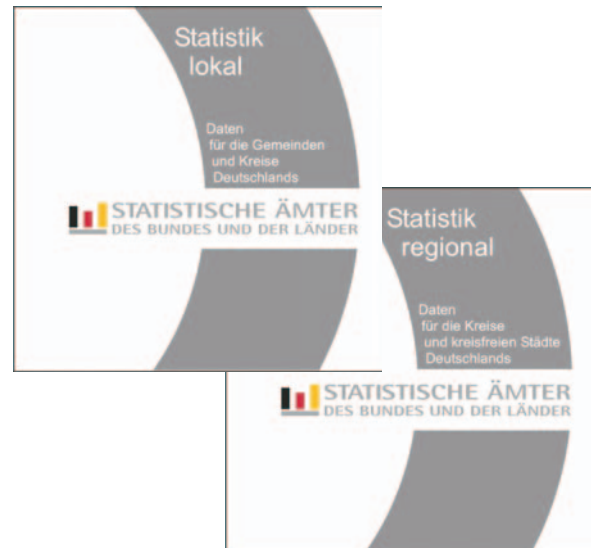 Statistik
lokal
Daten
für die Gemeinden
und Kreise
Deutschlands
STATISTISCHE ÄMTER
DES BUNDES UND DER LÄNDER
Statistik
regional
Daten
für die Kreise
und kreisfreien Städte
Deutschlands
STATISTISCHE ÄMTER
DES BUNDES UND DER LÄNDER